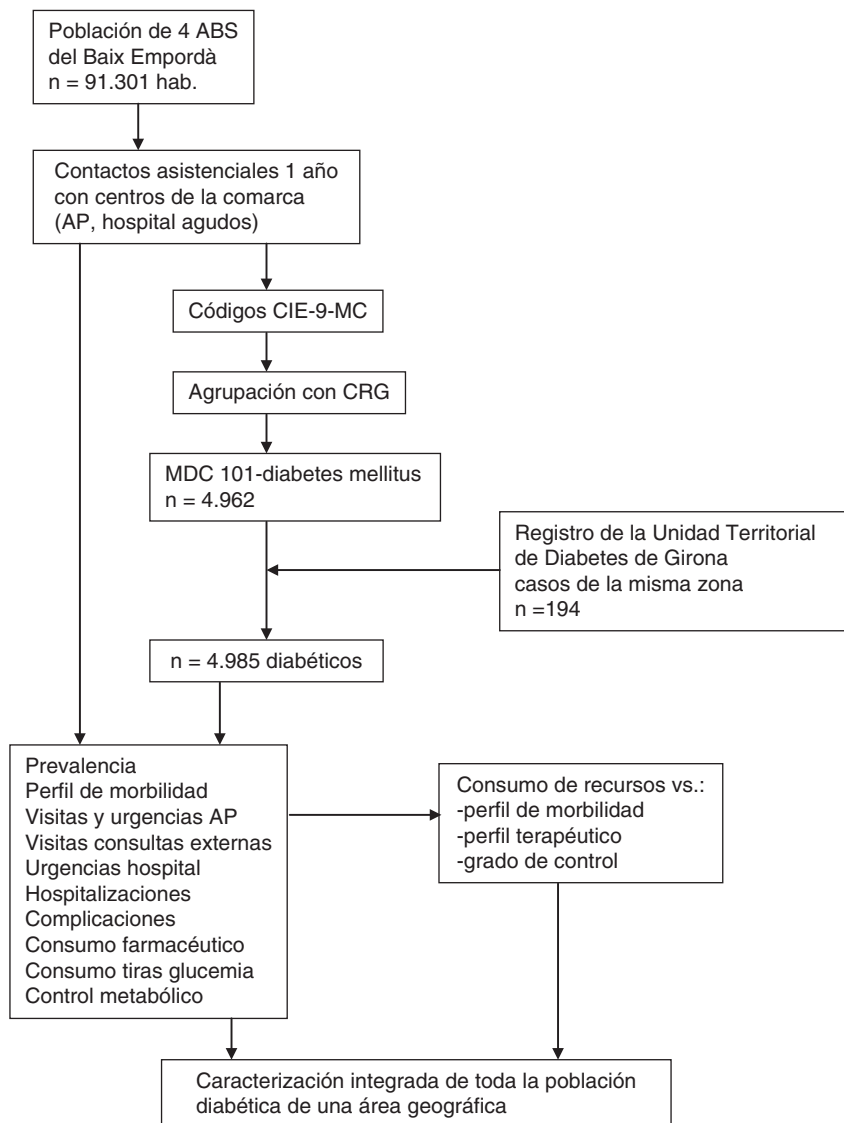 Población de 4 ABS
del Baix Empordà
n = 91.301 hab.
Contactos asistenciales 1 año
con centros de la comarca
(AP, hospital agudos)
Códigos CIE-9-MC
Agrupación con CRG
MDC 101-diabetes mellitus
n = 4.962
Registro de la Unidad Territorial
de Diabetes de Girona
casos de la misma zona
n =194
n = 4.985 diabéticos
Prevalencia
Perfil de morbilidad
Visitas y urgencias AP
Visitas consultas externas
Urgencias hospital
Hospitalizaciones
Complicaciones
Consumo farmacéutico
Consumo tiras glucemia
Control metabólico
Consumo de recursos vs.:
-perfil de morbilidad
-perfil terapéutico
-grado de control
Caracterización integrada de toda la población
diabética de una área geográfica